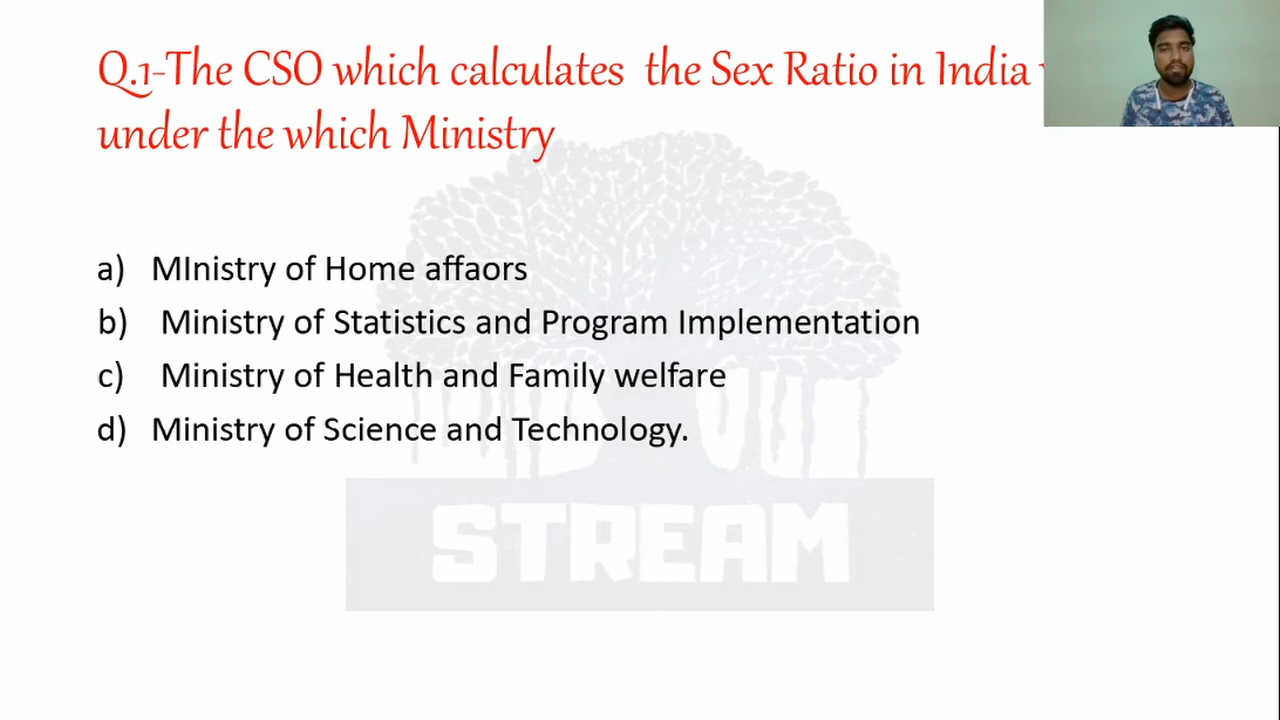 Q.1-The CSO which calculates the Sex Ratio in India
under the which Ministry
a) MInistry of Home affaors
b) Ministry of Statistics and Program Implementation
c) Ministry of Health and Family welfare
d) Ministry of Science and Technology.
STREAM